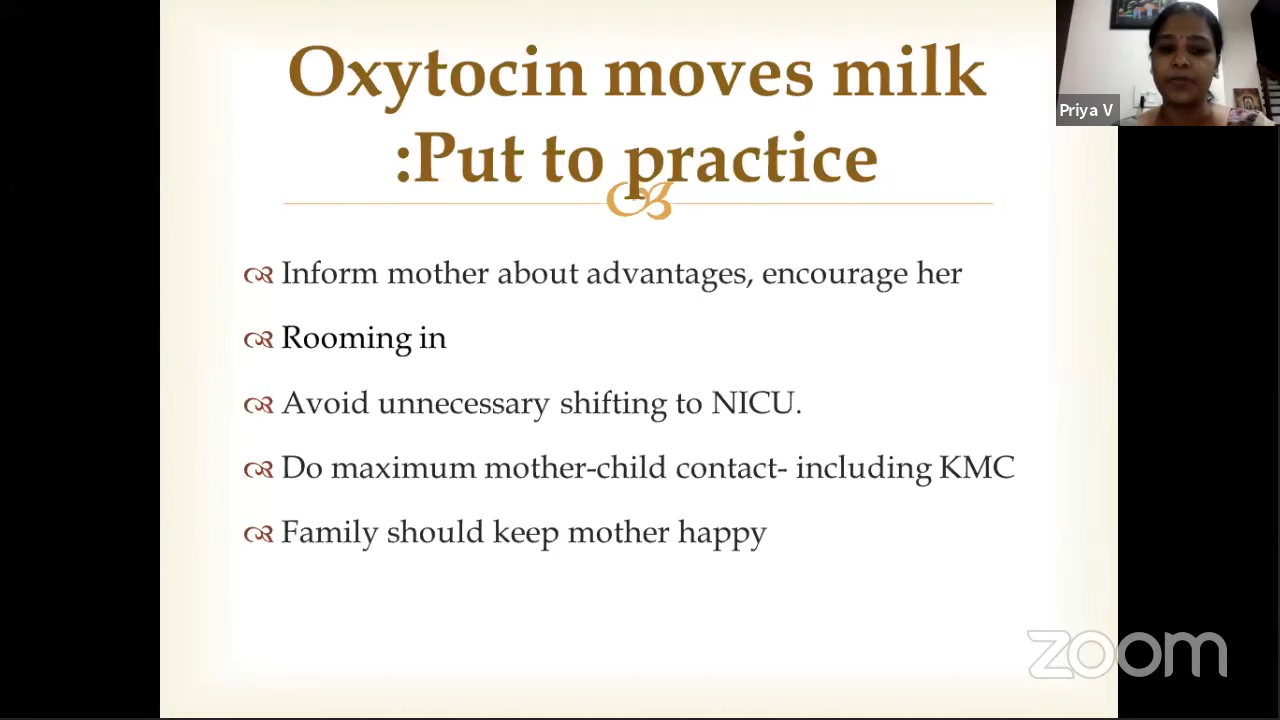 Oxytocin moves milk
:Put to practice
Inform mother about advantages, encourage her
Rooming in
Avoid unnecessary shifting to NICU.
Do maximum mother-child contact- including KMC
Family should keep mother happy
Priya V
zoom